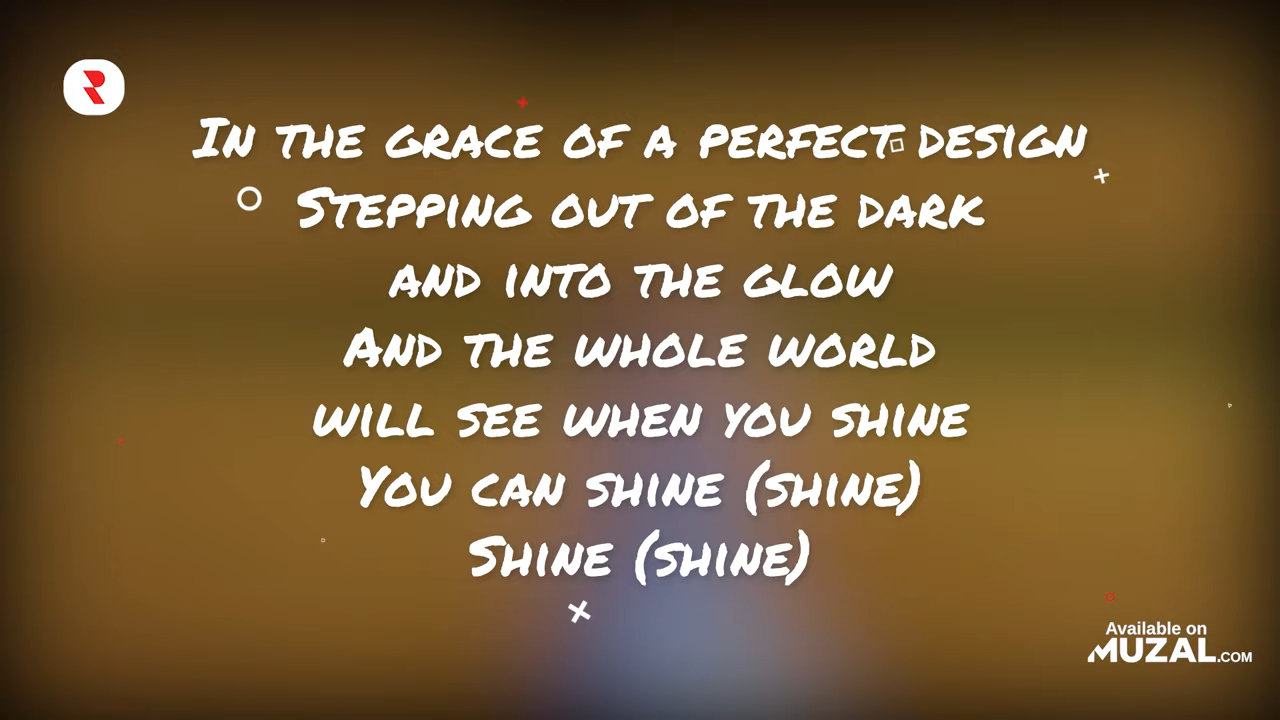 In the grace of a perfect design
Stepping out of the dark
and into the glow
And the whole world
will see when you shine
You can shine (shine)
Shine (shine)
Available on
MUZAL.COM